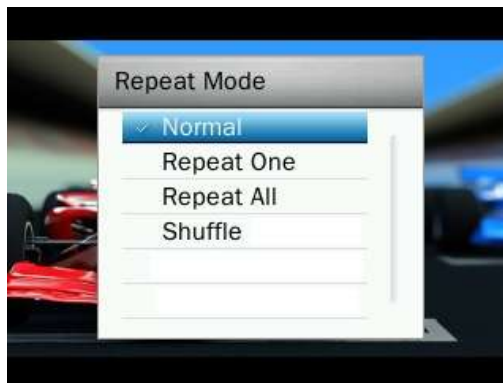 Repeat Mode
Normal
Repeat One
Repeat All
Shuffle